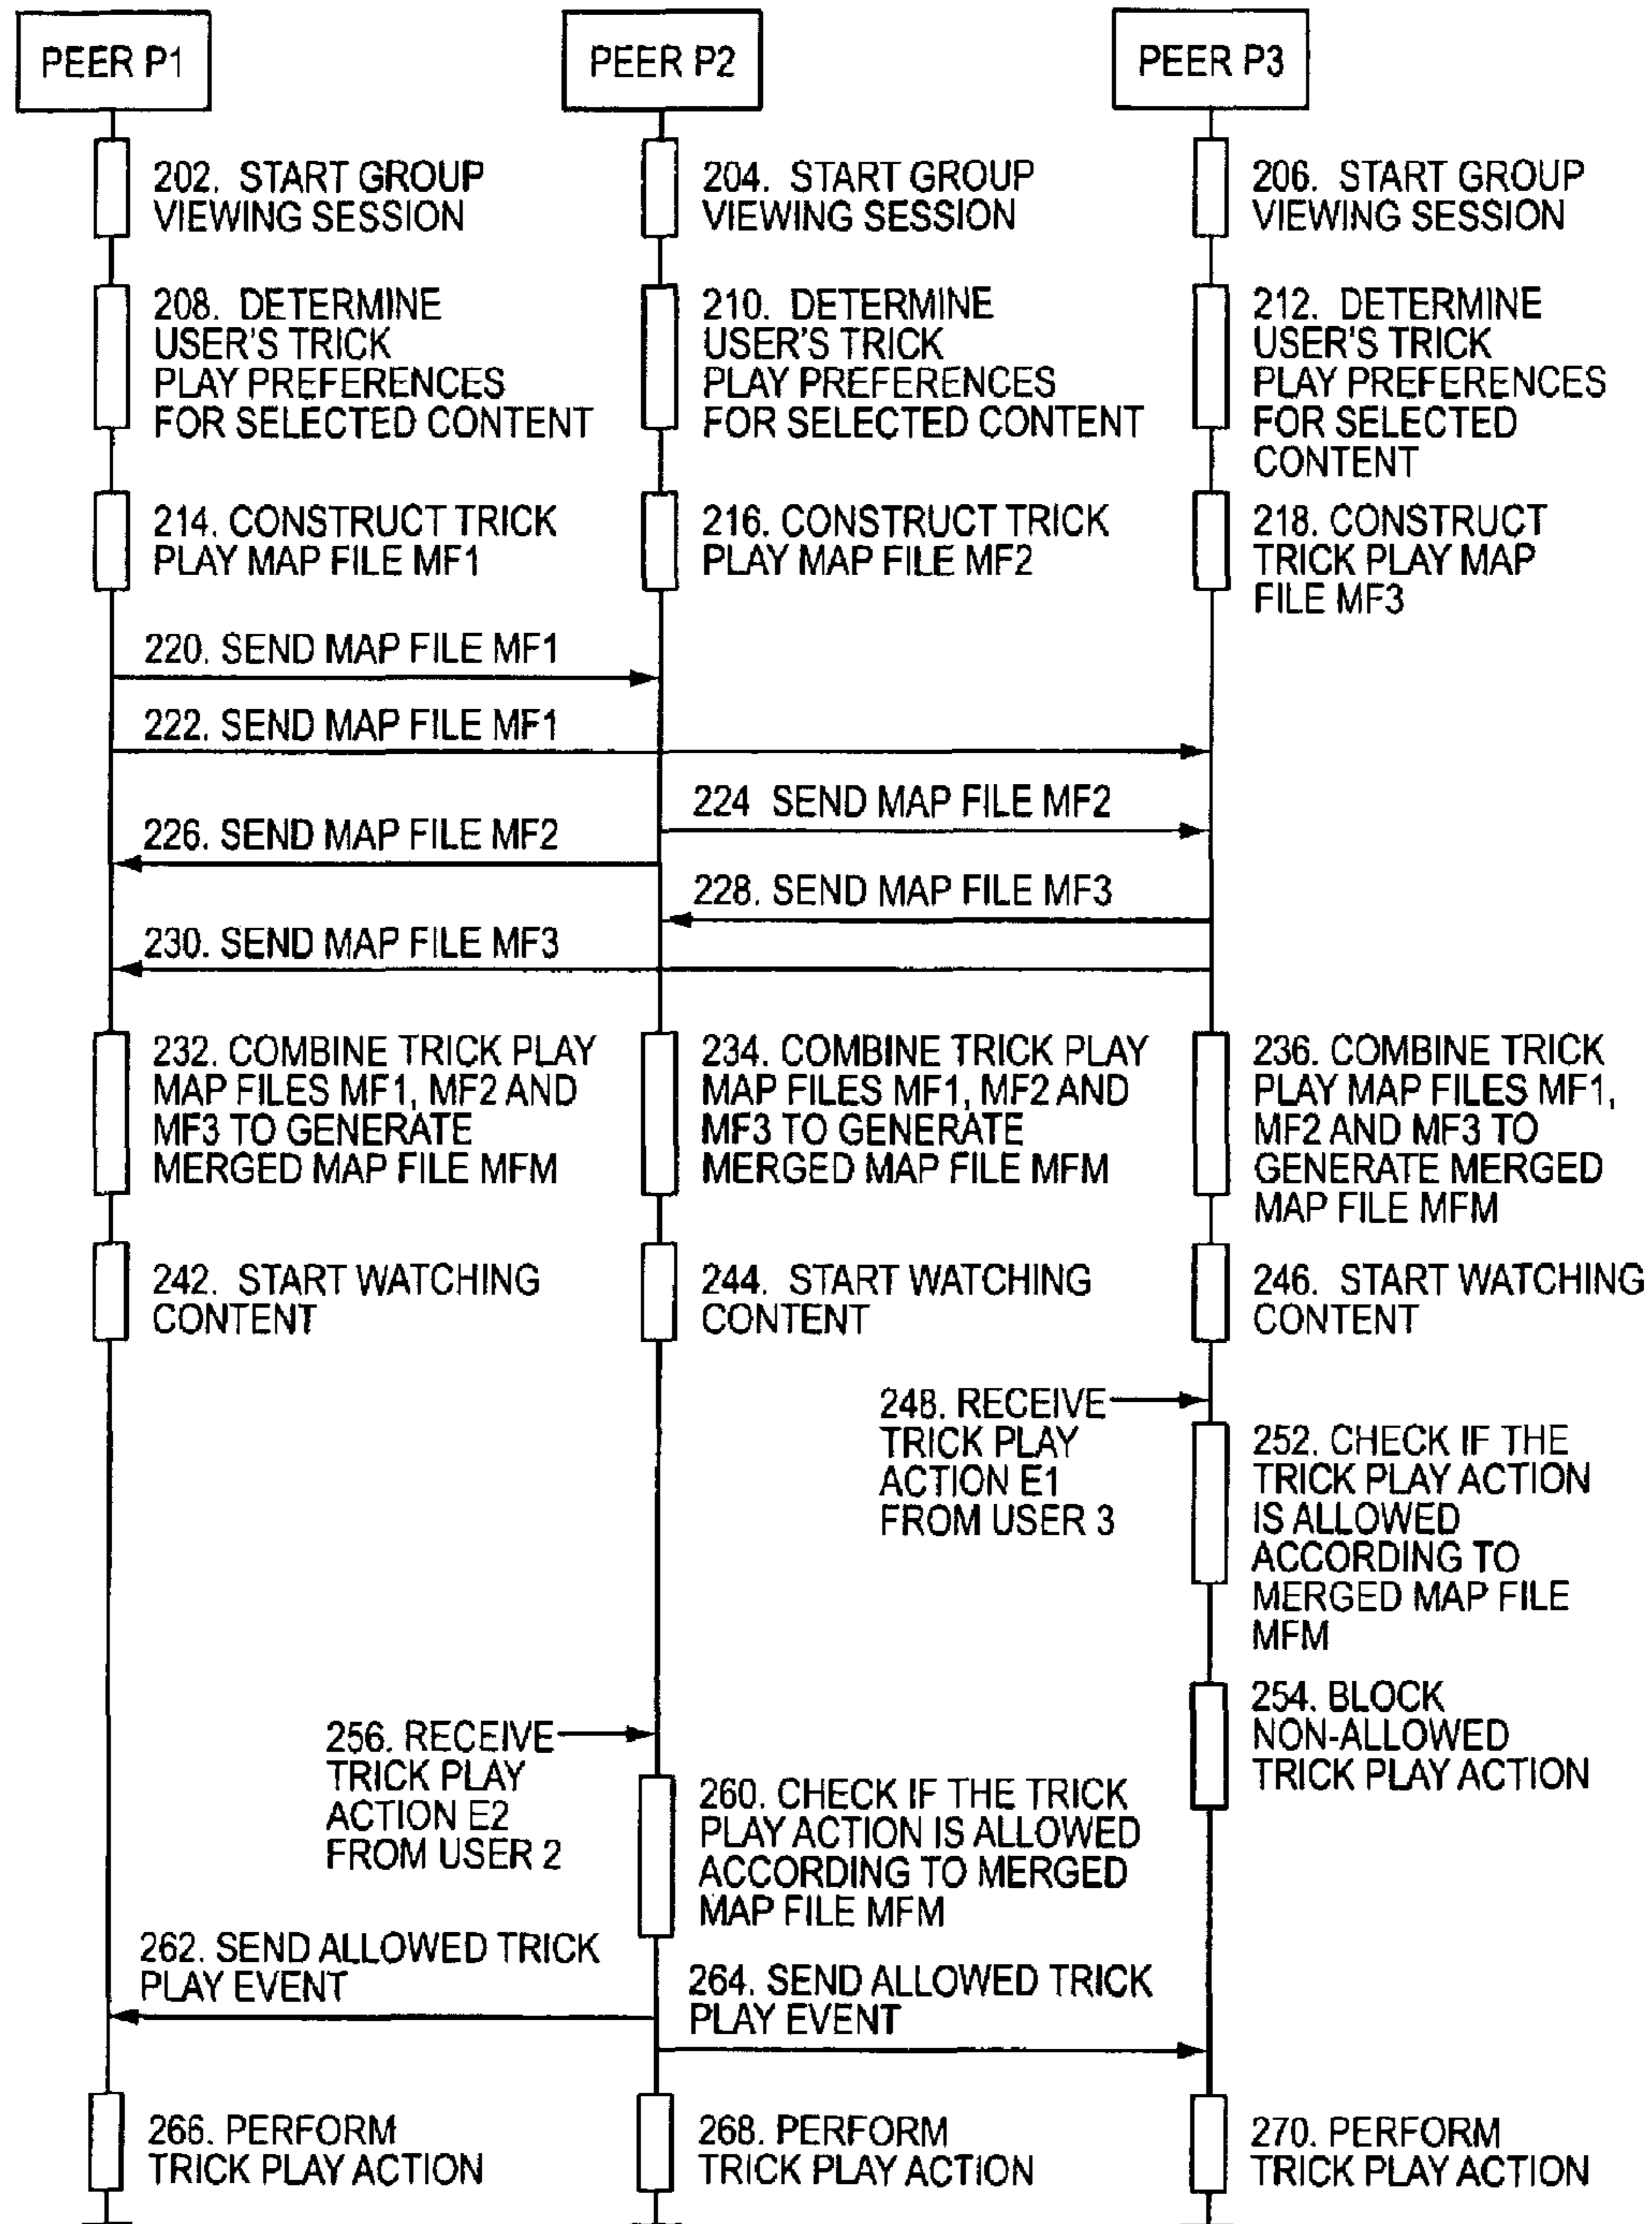 PEER P1
PEER P2
PEER P3
202. START GROUP
VIEWING SESSION
204. START GROUP
VIEWING SESSION
206. START GROUP
VIEWING SESSION
208. DETERMINE
USER'S TRICK
PLAY PREFERENCES
FOR SELECTED CONTENT
210. DETERMINE
USER'S TRICK
PLAY PREFERENCES
FOR SELECTED CONTENT
212. DETERMINE
USER'S TRICK
PLAY PREFERENCES
FOR SELECTED
CONTENT
214. CONSTRUCT TRICK
PLAY MAP FILE MF1
216. CONSTRUCT TRICK
PLAY MAP FILE MF2
218. CONSTRUCT
TRICK PLAY MAP
FILE MF3
220. SEND MAP FILE MF1
222. SEND MAP FILE MF1
224 SEND MAP FILE MF2
226. SEND MAP FILE MF2
228. SEND MAP FILE MF3
230. SEND MAP FILE MF3
232. COMBINE TRICK PLAY
MAP FILES MF1, MF2 AND
MF3 TO GENERATE
MERGED MAP FILE MFM
234. COMBINE TRICK PLAY
MAP FILES MF1, MF2 AND
MF3 TO GENERATE
MERGED MAP FILE MFM
236. COMBINE TRICK
PLAY MAP FILES MF1,
MF2 AND MF3 TO
GENERATE MERGED
MAP FILE MFM
242. START WATCHING
CONTENT
244. START WATCHING
CONTENT
246. START WATCHING
CONTENT
248. RECEIVE
TRICK PLAY
ACTION E1
FROM USER 3
252. CHECK IF THE
TRICK PLAY ACTION
IS ALLOWED
ACCORDING TO
MERGED MAP FILE
MFM
254. BLOCK
NON-ALLOWED
TRICK PLAY ACTION
256. RECEIVE
TRICK PLAY
ACTION E2
FROM USER 2
260. CHECK IF THE TRICK
PLAY ACTION IS ALLOWED
ACCORDING TO MERGED
MAP FILE MFM
262. SEND ALLOWED TRICK
PLAY EVENT
264. SEND ALLOWED TRICK
PLAY EVENT
266. PERFORM
TRICK PLAY ACTION
268. PERFORM
TRICK PLAY ACTION
270. PERFORM
TRICK PLAY ACTION